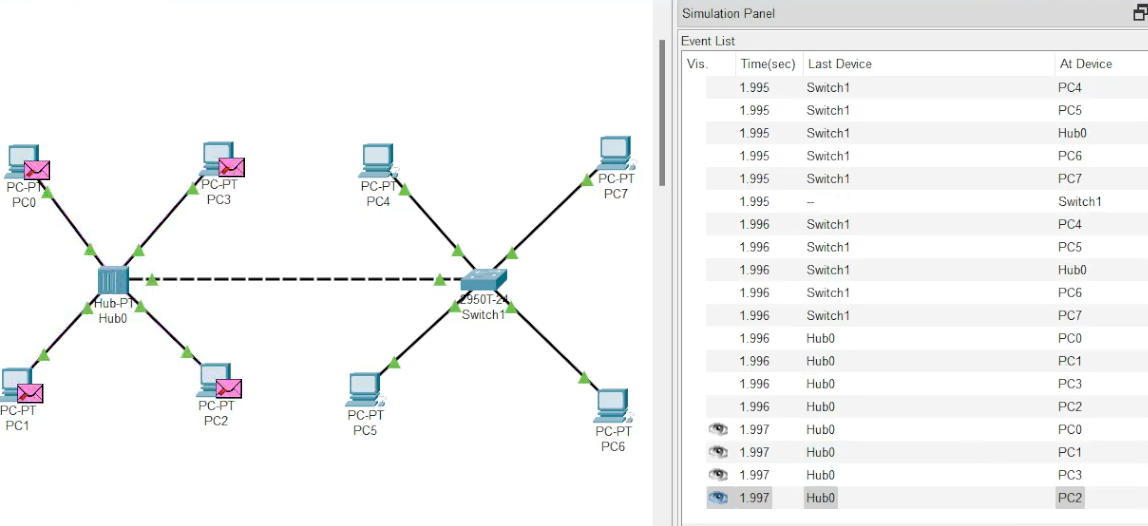 Simulation Panel
Event List
Vis. Time(sec) Last Device At Device
1.995 Switch1 PC4
1.995 Switch1 PC5
1.995 Switch1 Hub0
1.995 Switch1 PC6
1.995 Switch1 PC7
1.995 -- Switch1
1.996 Switch1 PC4
1.996 Switch1 PC5
1.996 Switch1 Hub0
1.996 Switch1 PC6
1.996 Switch1 PC7
1.996 Hub0 PC0
1.996 Hub0 PC1
1.996 Hub0 PC3
1.996 Hub0 PC2
1.997 Hub0 PC0
1.997 Hub0 PC1
1.997 Hub0 PC3
1.997 Hub0 PC2
PC-PT
PC0
PC-PT
PC3
PC-PT
PC4
PC-PT
PC7
Hub-PT
Hub0
2950T-24
Switch1
PC-PT
PC1
PC-PT
PC2
PC-PT
PC5
PC-PT
PC6